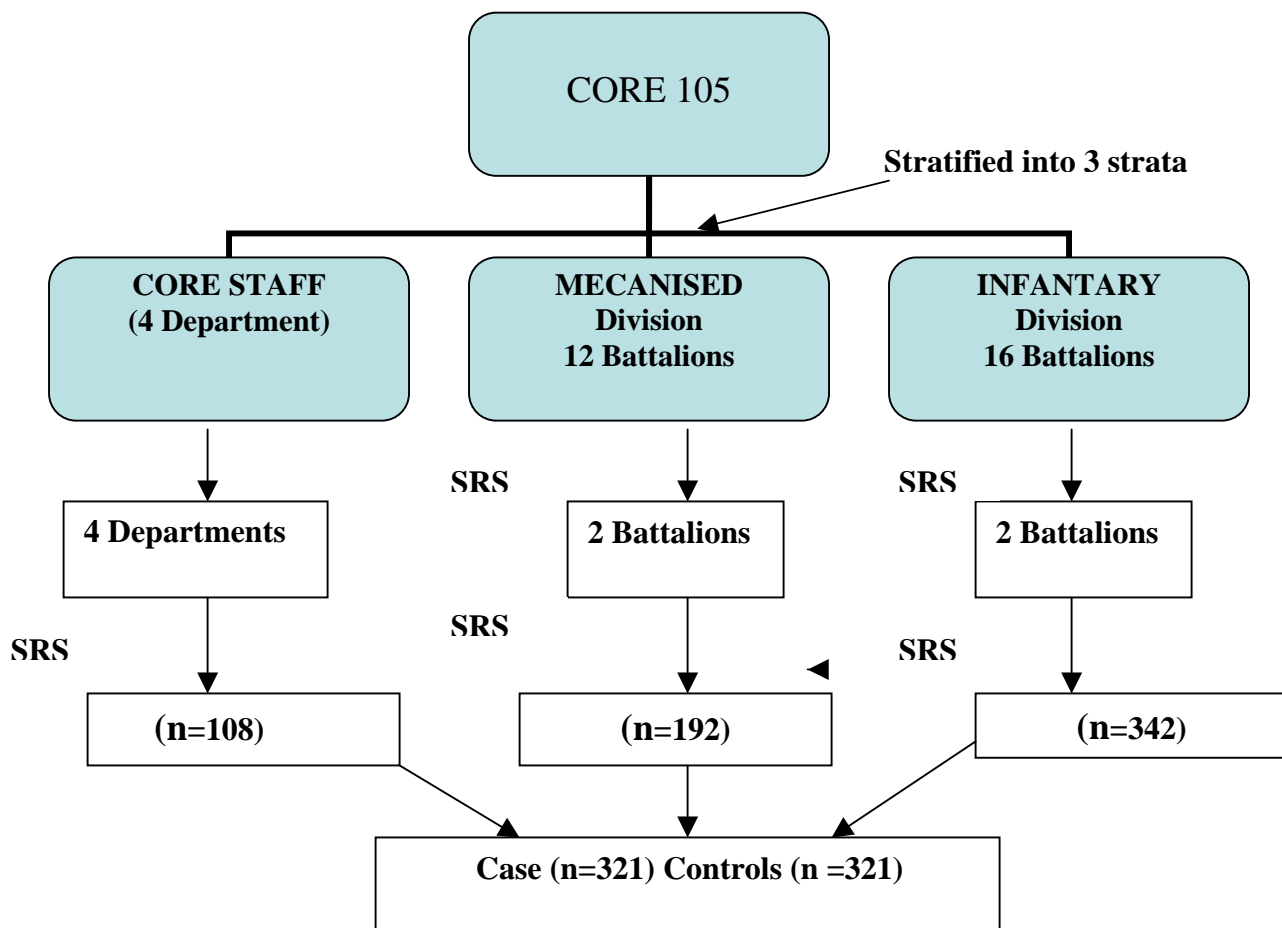 CORE 105
Stratified into 3 strata
CORE STAFF
(4 Department)
MECANISED
Division
12 Battalions
INFANTARY
Division
16 Battalions
SRS
SRS
4 Departments
2 Battalions
2 Battalions
SRS
SRS
SRS
(n=108)
(n=192)
(n=342)
Case (n=321) Controls (n =321)